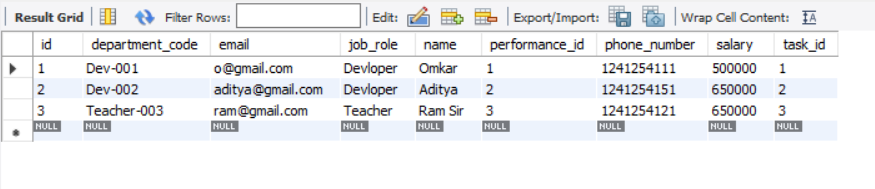 Result Grid Filter Rows: Edit: Export/Import: Wrap Cell Content: IA
id department_code email job_role name performance_id phone_number salary task_id
1 Dev-001 o@gmail.com Devloper Omkar 1 1241254111 500000 1
2 Dev-002 aditya@gmail.com Devloper Aditya 2 1241254151 650000 2
3 Teacher-003 ram@gmail.com Teacher Ram Sir 3 1241254121 650000 3
NULL NULL NULL NULL NULL NULL NULL NULL NULL